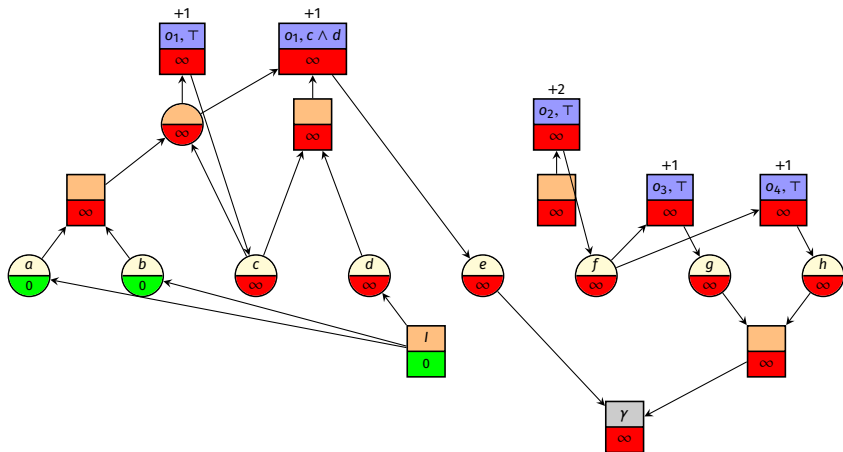 +1 +1
o₁, ⊤ o₁, c ∧ d
∞ ∞
+2
o₂, ⊤
∞ ∞ ∞
+1 +1
o₃, ⊤ o₄, ⊤
∞ ∞ ∞ ∞
a b c d e f g h
0 0 ∞ ∞ ∞ ∞ ∞ ∞
I
0 ∞
γ
∞